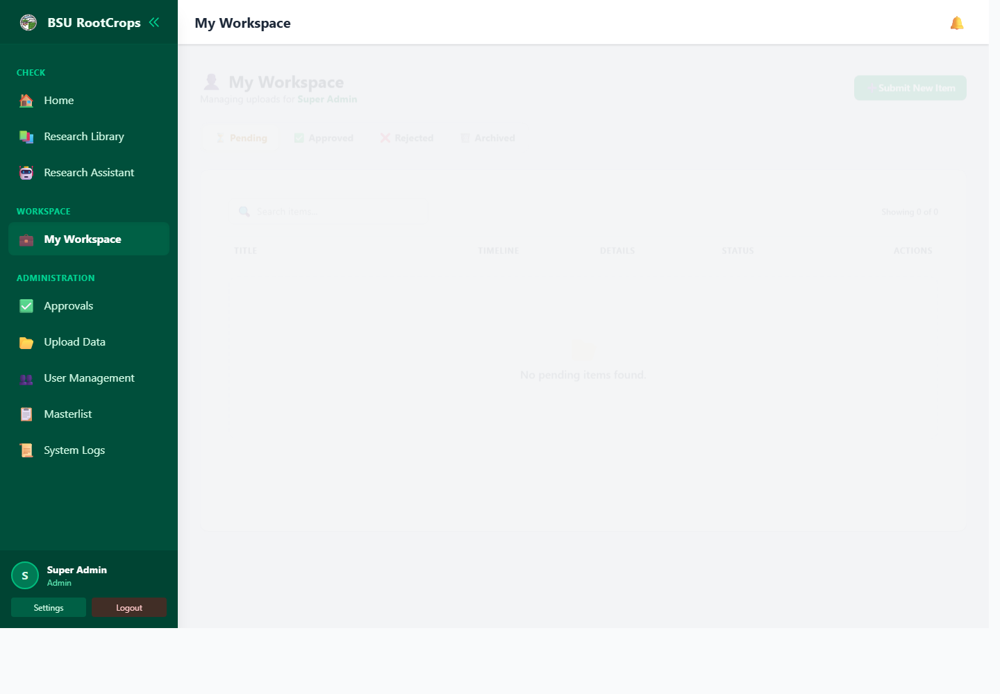 BSU RootCrops
CHECK
Home
Research Library
Research Assistant
WORKSPACE
My Workspace
ADMINISTRATION
Approvals
Upload Data
User Management
Masterlist
System Logs
S
Super Admin
Admin
Settings
Logout
My Workspace
My Workspace
Managing uploads for Super Admin
Submit New Item
Pending
Approved
Rejected
Archived
Search items...
Showing 0 of 0
TITLE
TIMELINE
DETAILS
STATUS
ACTIONS
No pending items found.